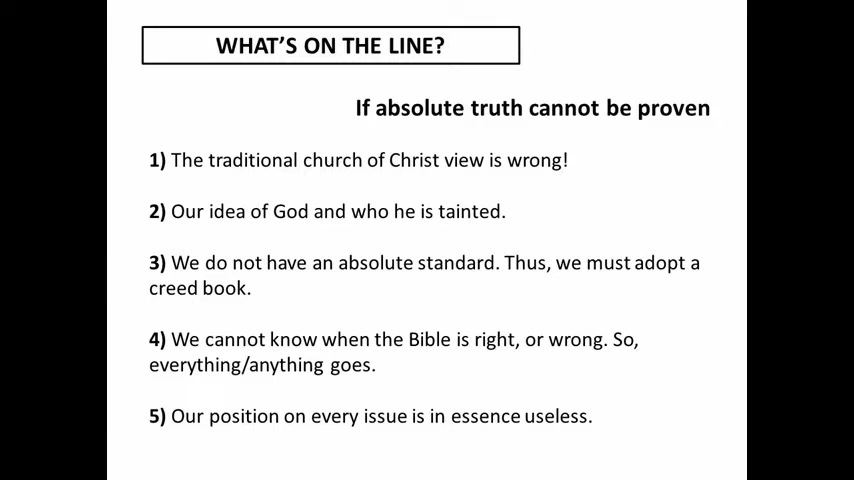 WHAT'S ON THE LINE?
If absolute truth cannot be proven
1) The traditional church of Christ view is wrong!
2) Our idea of God and who he is tainted.
3) We do not have an absolute standard. Thus, we must adopt a
creed book.
4) We cannot know when the Bible is right, or wrong. So,
everything/anything goes.
5) Our position on every issue is in essence useless.